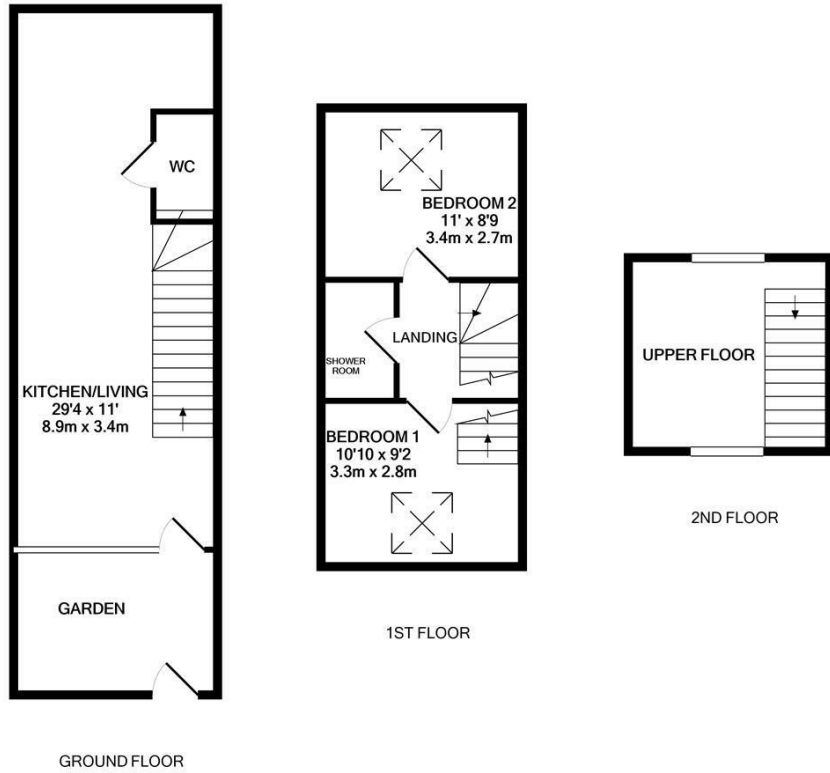 WC
KITCHEN/LIVING
29'4 x 11'
8.9m x 3.4m
GARDEN
GROUND FLOOR
BEDROOM 2
11' x 8'9
3.4m x 2.7m
LANDING
SHOWER
ROOM
BEDROOM 1
10'10 x 9'2
3.3m x 2.8m
1ST FLOOR
UPPER FLOOR
2ND FLOOR